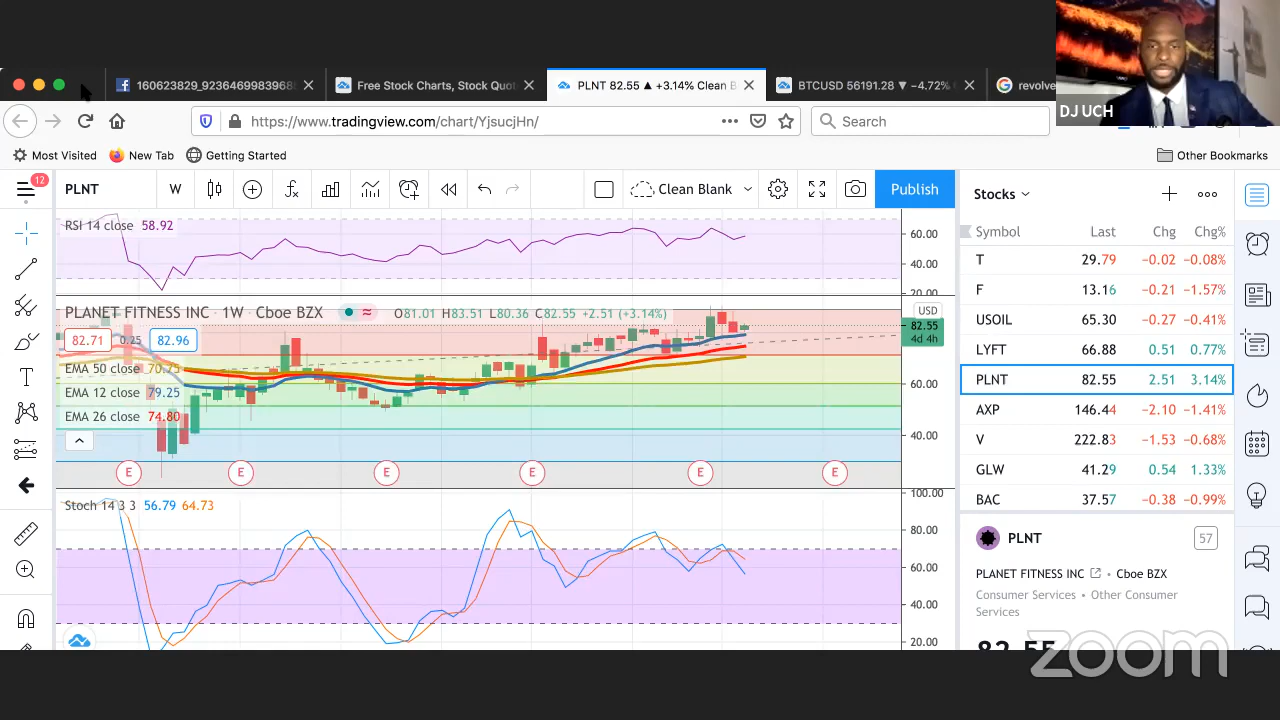 160623829_92364699839680
Free Stock Charts, Stock Quot
PLNT 82.55 ▲ +3.14% Clean B
BTCUSD 56191.28 ▼ −4.72%
revolve
DJ UCH
https://www.tradingview.com/chart/YjsucjHn/
Search
Most Visited
New Tab
Getting Started
Other Bookmarks
12
PLNT
W
Clean Blank
Publish
Stocks
Symbol Last Chg Chg%
T 29.79 −0.02 −0.08%
F 13.16 −0.21 −1.57%
USOIL 65.30 −0.27 −0.41%
LYFT 66.88 0.51 0.77%
PLNT 82.55 2.51 3.14%
AXP 146.44 −2.10 −1.41%
V 222.83 −1.53 −0.68%
GLW 41.29 0.54 1.33%
BAC 37.57 −0.38 −0.99%
RSI 14 close 58.92
60.00
40.00
20.00
PLANET FITNESS INC · 1W · Cboe BZX O81.01 H83.51 L80.36 C82.55 +2.51 (+3.14%)
USD
82.55
4d 4h
82.71 0.25 82.96
EMA 50 close 70.75
EMA 12 close 79.25
EMA 26 close 74.80
60.00
40.00
E E E E E E
Stoch 14 3 3 56.79 64.73
100.00
80.00
60.00
40.00
20.00
PLNT
57
PLANET FITNESS INC • Cboe BZX
Consumer Services • Other Consumer
Services
82.55
zoom